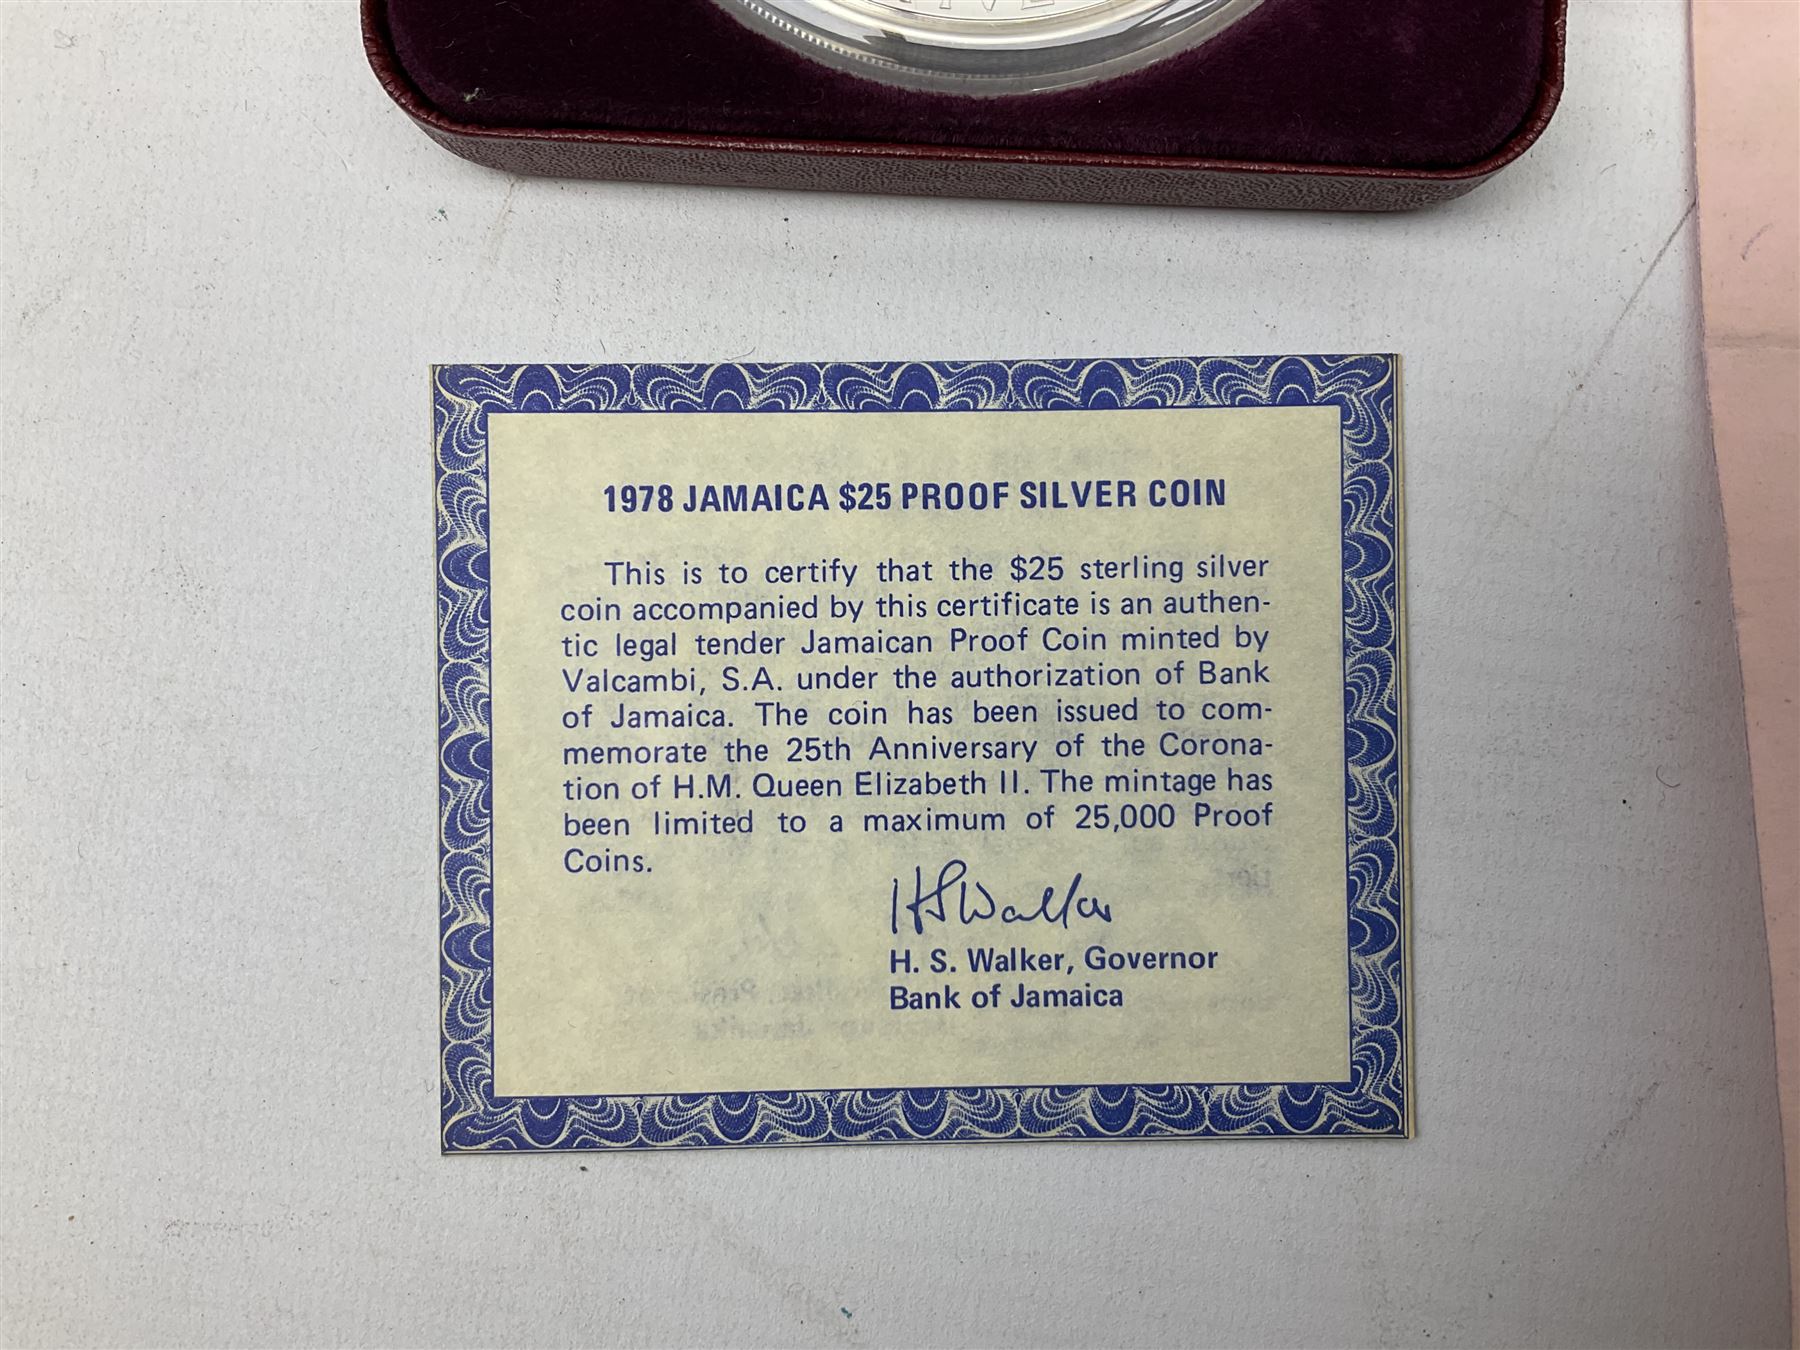 1978 JAMAICA $25 PROOF SILVER COIN
This is to certify that the $25 sterling silver
coin accompanied by this certificate is an authen-
tic legal tender Jamaican Proof Coin minted by
Valcambi, S.A. under the authorization of Bank
of Jamaica. The coin has been issued to com-
memorate the 25th Anniversary of the Corona-
tion of H.M. Queen Elizabeth II. The mintage has
been limited to a maximum of 25,000 Proof
Coins.
HSWalker
H. S. Walker, Governor
Bank of Jamaica